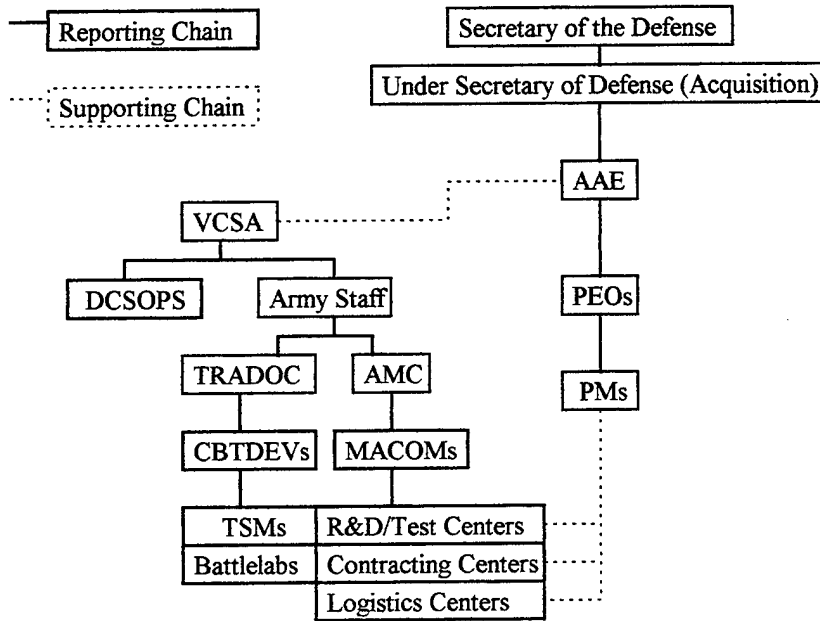 Reporting Chain
Secretary of the Defense
Under Secretary of Defense (Acquisition)
Supporting Chain
AAE
VCSA
DCSOPS
Army Staff
PEOs
TRADOC
AMC
PMs
CBTDEVs
MACOMs
TSMs
R&D/Test Centers
Battlelabs
Contracting Centers
Logistics Centers